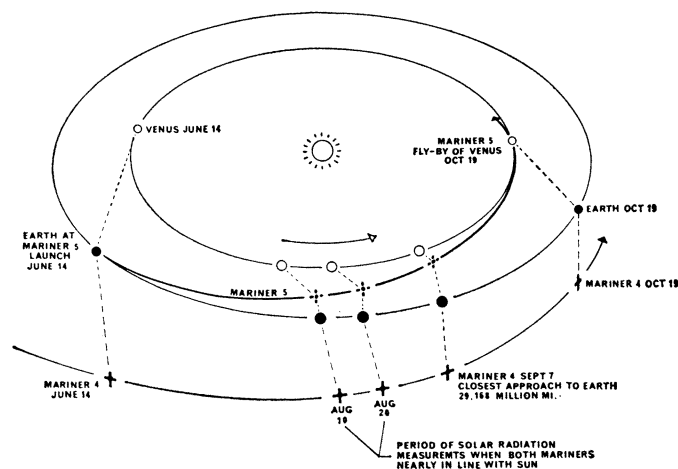 VENUS JUNE 14
MARINER 5
FLY-BY OF VENUS
OCT 19
EARTH OCT 19
EARTH AT
MARINER 5
LAUNCH
JUNE 14
MARINER 5
MARINER 4 OCT 19
MARINER 4
JUNE 14
MARINER 4 SEPT 7
CLOSEST APPROACH TO EARTH
29,168 MILLION MI.
AUG
10
AUG
20
PERIOD OF SOLAR RADIATION
MEASUREMTS WHEN BOTH MARINERS
NEARLY IN LINE WITH SUN